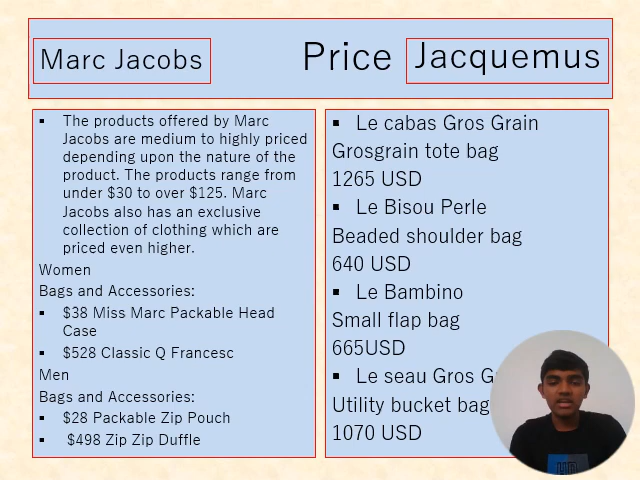 Marc Jacobs
Price
Jacquemus
▪ The products offered by Marc
Jacobs are medium to highly priced
depending upon the nature of the
product. The products range from
under $30 to over $125. Marc
Jacobs also has an exclusive
collection of clothing which are
priced even higher.
Women
Bags and Accessories:
▪ $38 Miss Marc Packable Head
Case
▪ $528 Classic Q Francesc
Men
Bags and Accessories:
▪ $28 Packable Zip Pouch
▪ $498 Zip Zip Duffle
▪ Le cabas Gros Grain
Grosgrain tote bag
1265 USD
▪ Le Bisou Perle
Beaded shoulder bag
640 USD
▪ Le Bambino
Small flap bag
665USD
▪ Le seau Gros
Utility bucket bag
1070 USD